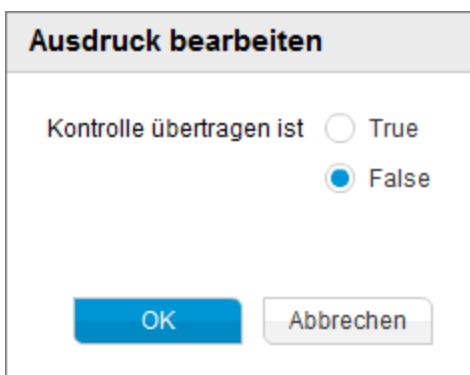 Ausdruck bearbeiten
Kontrolle übertragen ist True
False
OK Abbrechen